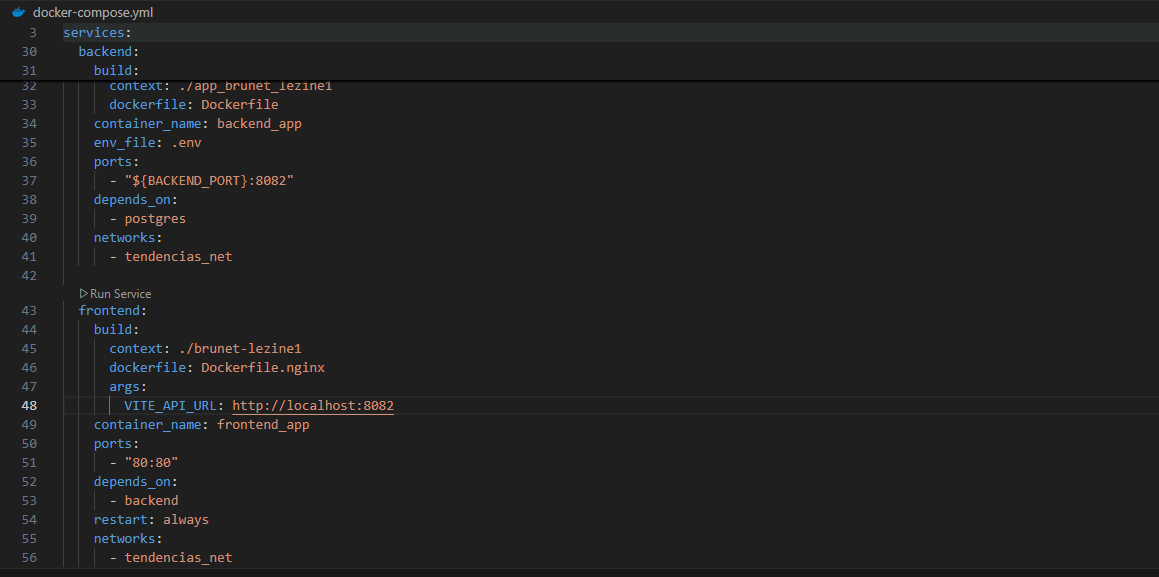 docker-compose.yml
3 services:
30 backend:
31 build:
32 context: ./app_brunet_lezine1
33 dockerfile: Dockerfile
34 container_name: backend_app
35 env_file: .env
36 ports:
37 - "${BACKEND_PORT}:8082"
38 depends_on:
39 - postgres
40 networks:
41 - tendencias_net
42
Run Service
43 frontend:
44 build:
45 context: ./brunet-lezine1
46 dockerfile: Dockerfile.nginx
47 args:
48 VITE_API_URL: http://localhost:8082
49 container_name: frontend_app
50 ports:
51 - "80:80"
52 depends_on:
53 - backend
54 restart: always
55 networks:
56 - tendencias_net